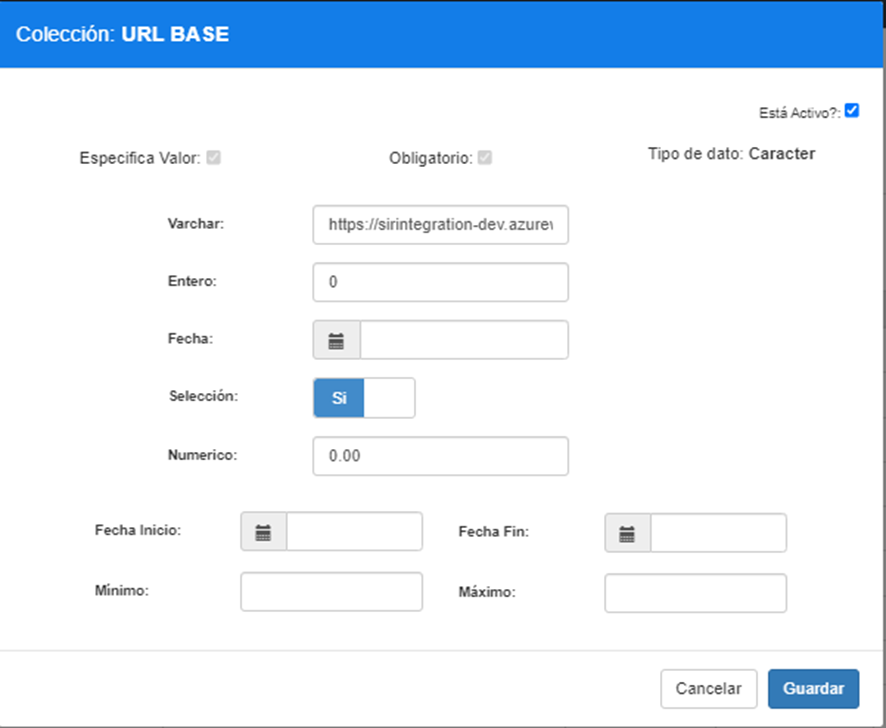 Colección: URL BASE
Está Activo?:
Especifica Valor:
Obligatorio:
Tipo de dato: Caracter
Varchar:
https://sirintegration-dev.azurew
Entero:
0
Fecha:
Selección:
Si
Numerico:
0.00
Fecha Inicio:
Fecha Fin:
Mínimo:
Máximo:
Cancelar
Guardar